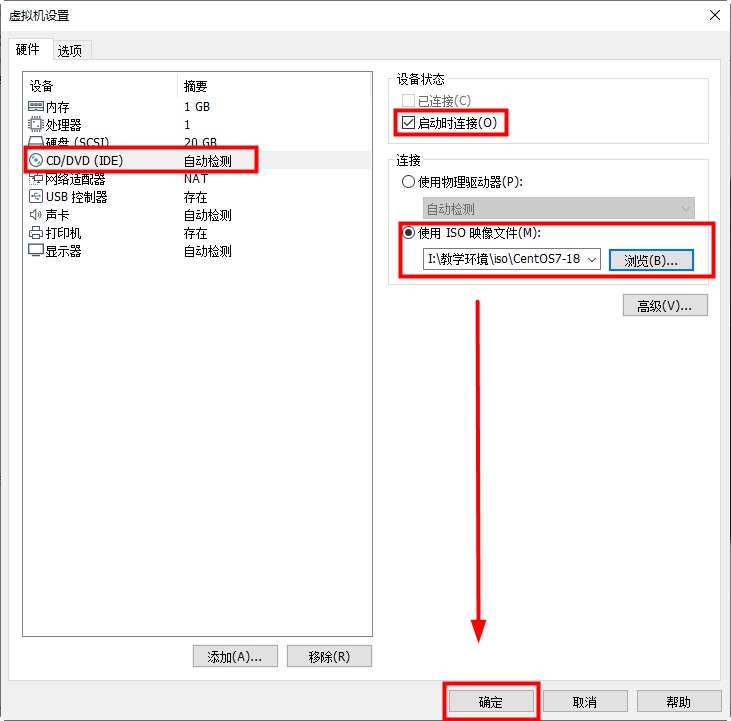 虚拟机设置
硬件 选项
设备 摘要
内存 1 GB
处理器 1
硬盘 (SCSI) 20 GB
CD/DVD (IDE) 自动检测
网络适配器 NAT
USB 控制器 存在
声卡 自动检测
打印机 存在
显示器 自动检测
添加(A)... 移除(R)
设备状态
已连接(C)
启动时连接(O)
连接
使用物理驱动器(P):
自动检测
使用 ISO 映像文件(M):
I:\教学环境\iso\CentOS7-18 浏览(B)...
高级(V)...
确定 取消 帮助